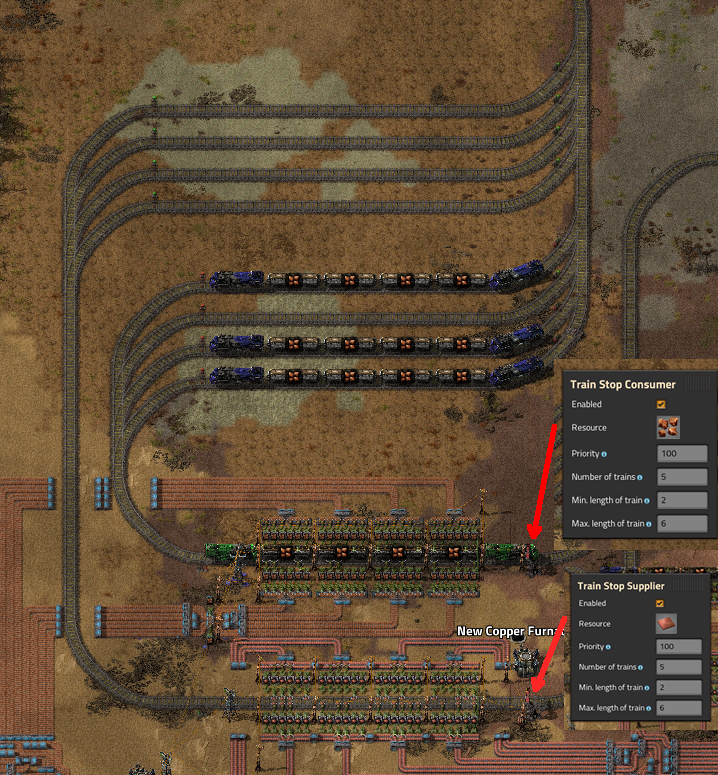 Train Stop Consumer
Enabled
Resource
Priority 100
Number of trains 5
Min. length of train 2
Max. length of train 6
Train Stop Supplier
Enabled
Resource
Priority 100
Number of trains 5
Min. length of train 2
Max. length of train 6
New Copper Furna